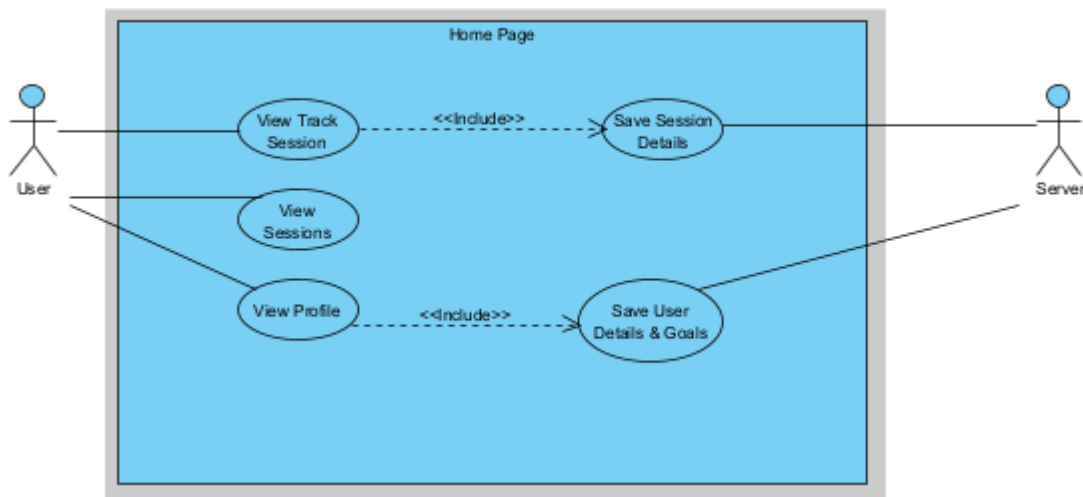 Home Page
View Track
Session
<<Include>>
Save Session
Details
User
Server
View
Sessions
View Profile
<<Include>>
Save User
Details & Goals